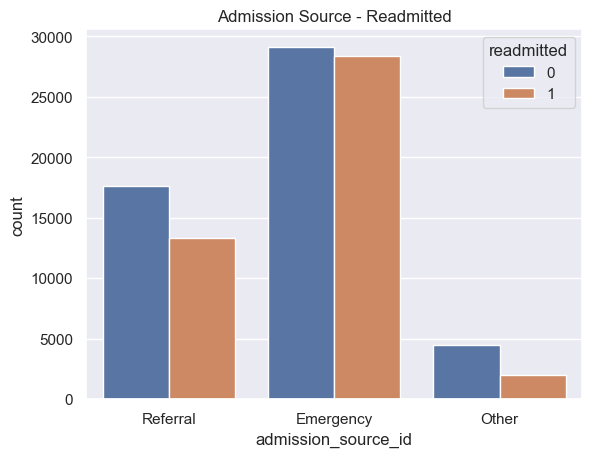 Admission Source - Readmitted
readmitted
0
1
30000
25000
20000
15000
10000
5000
0
count
Referral
Emergency
Other
admission_source_id